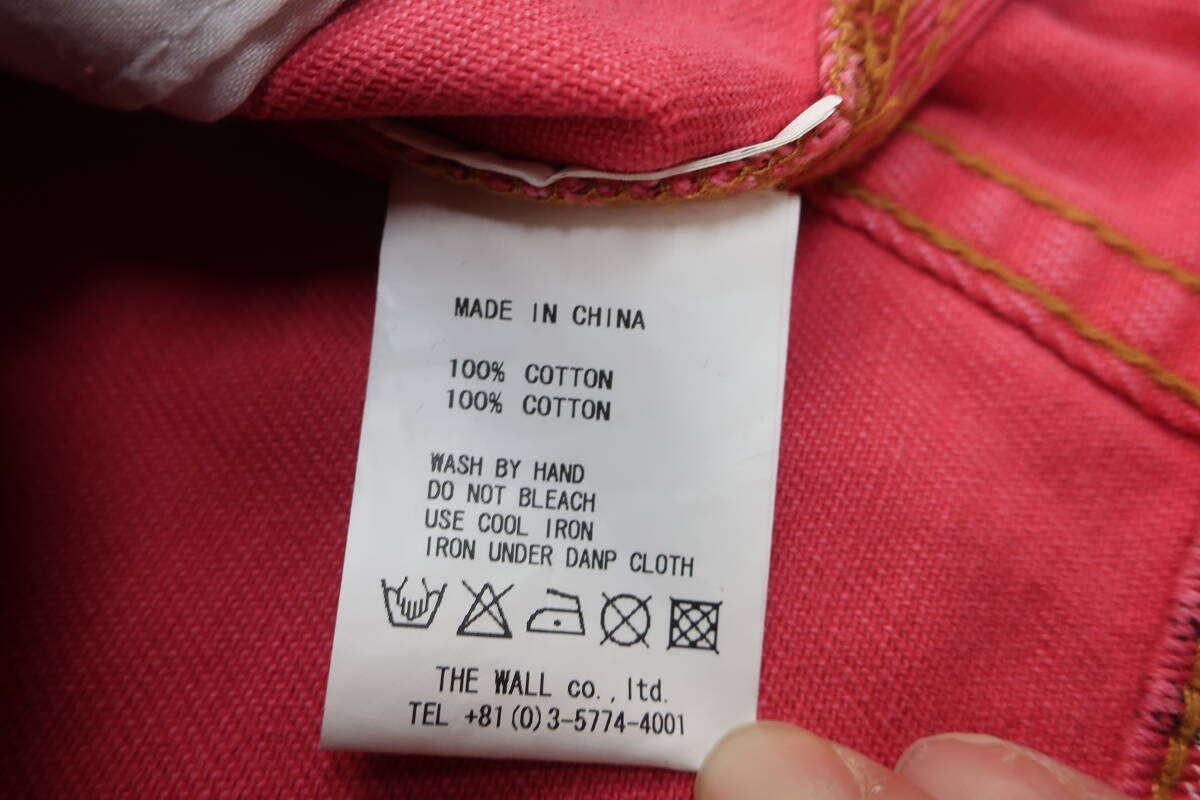 MADE IN CHINA
100% COTTON
100% COTTON
WASH BY HAND
DO NOT BLEACH
USE COOL IRON
IRON UNDER DANP CLOTH
THE WALL co.,ltd.
TEL +81(0)3-5774-4001